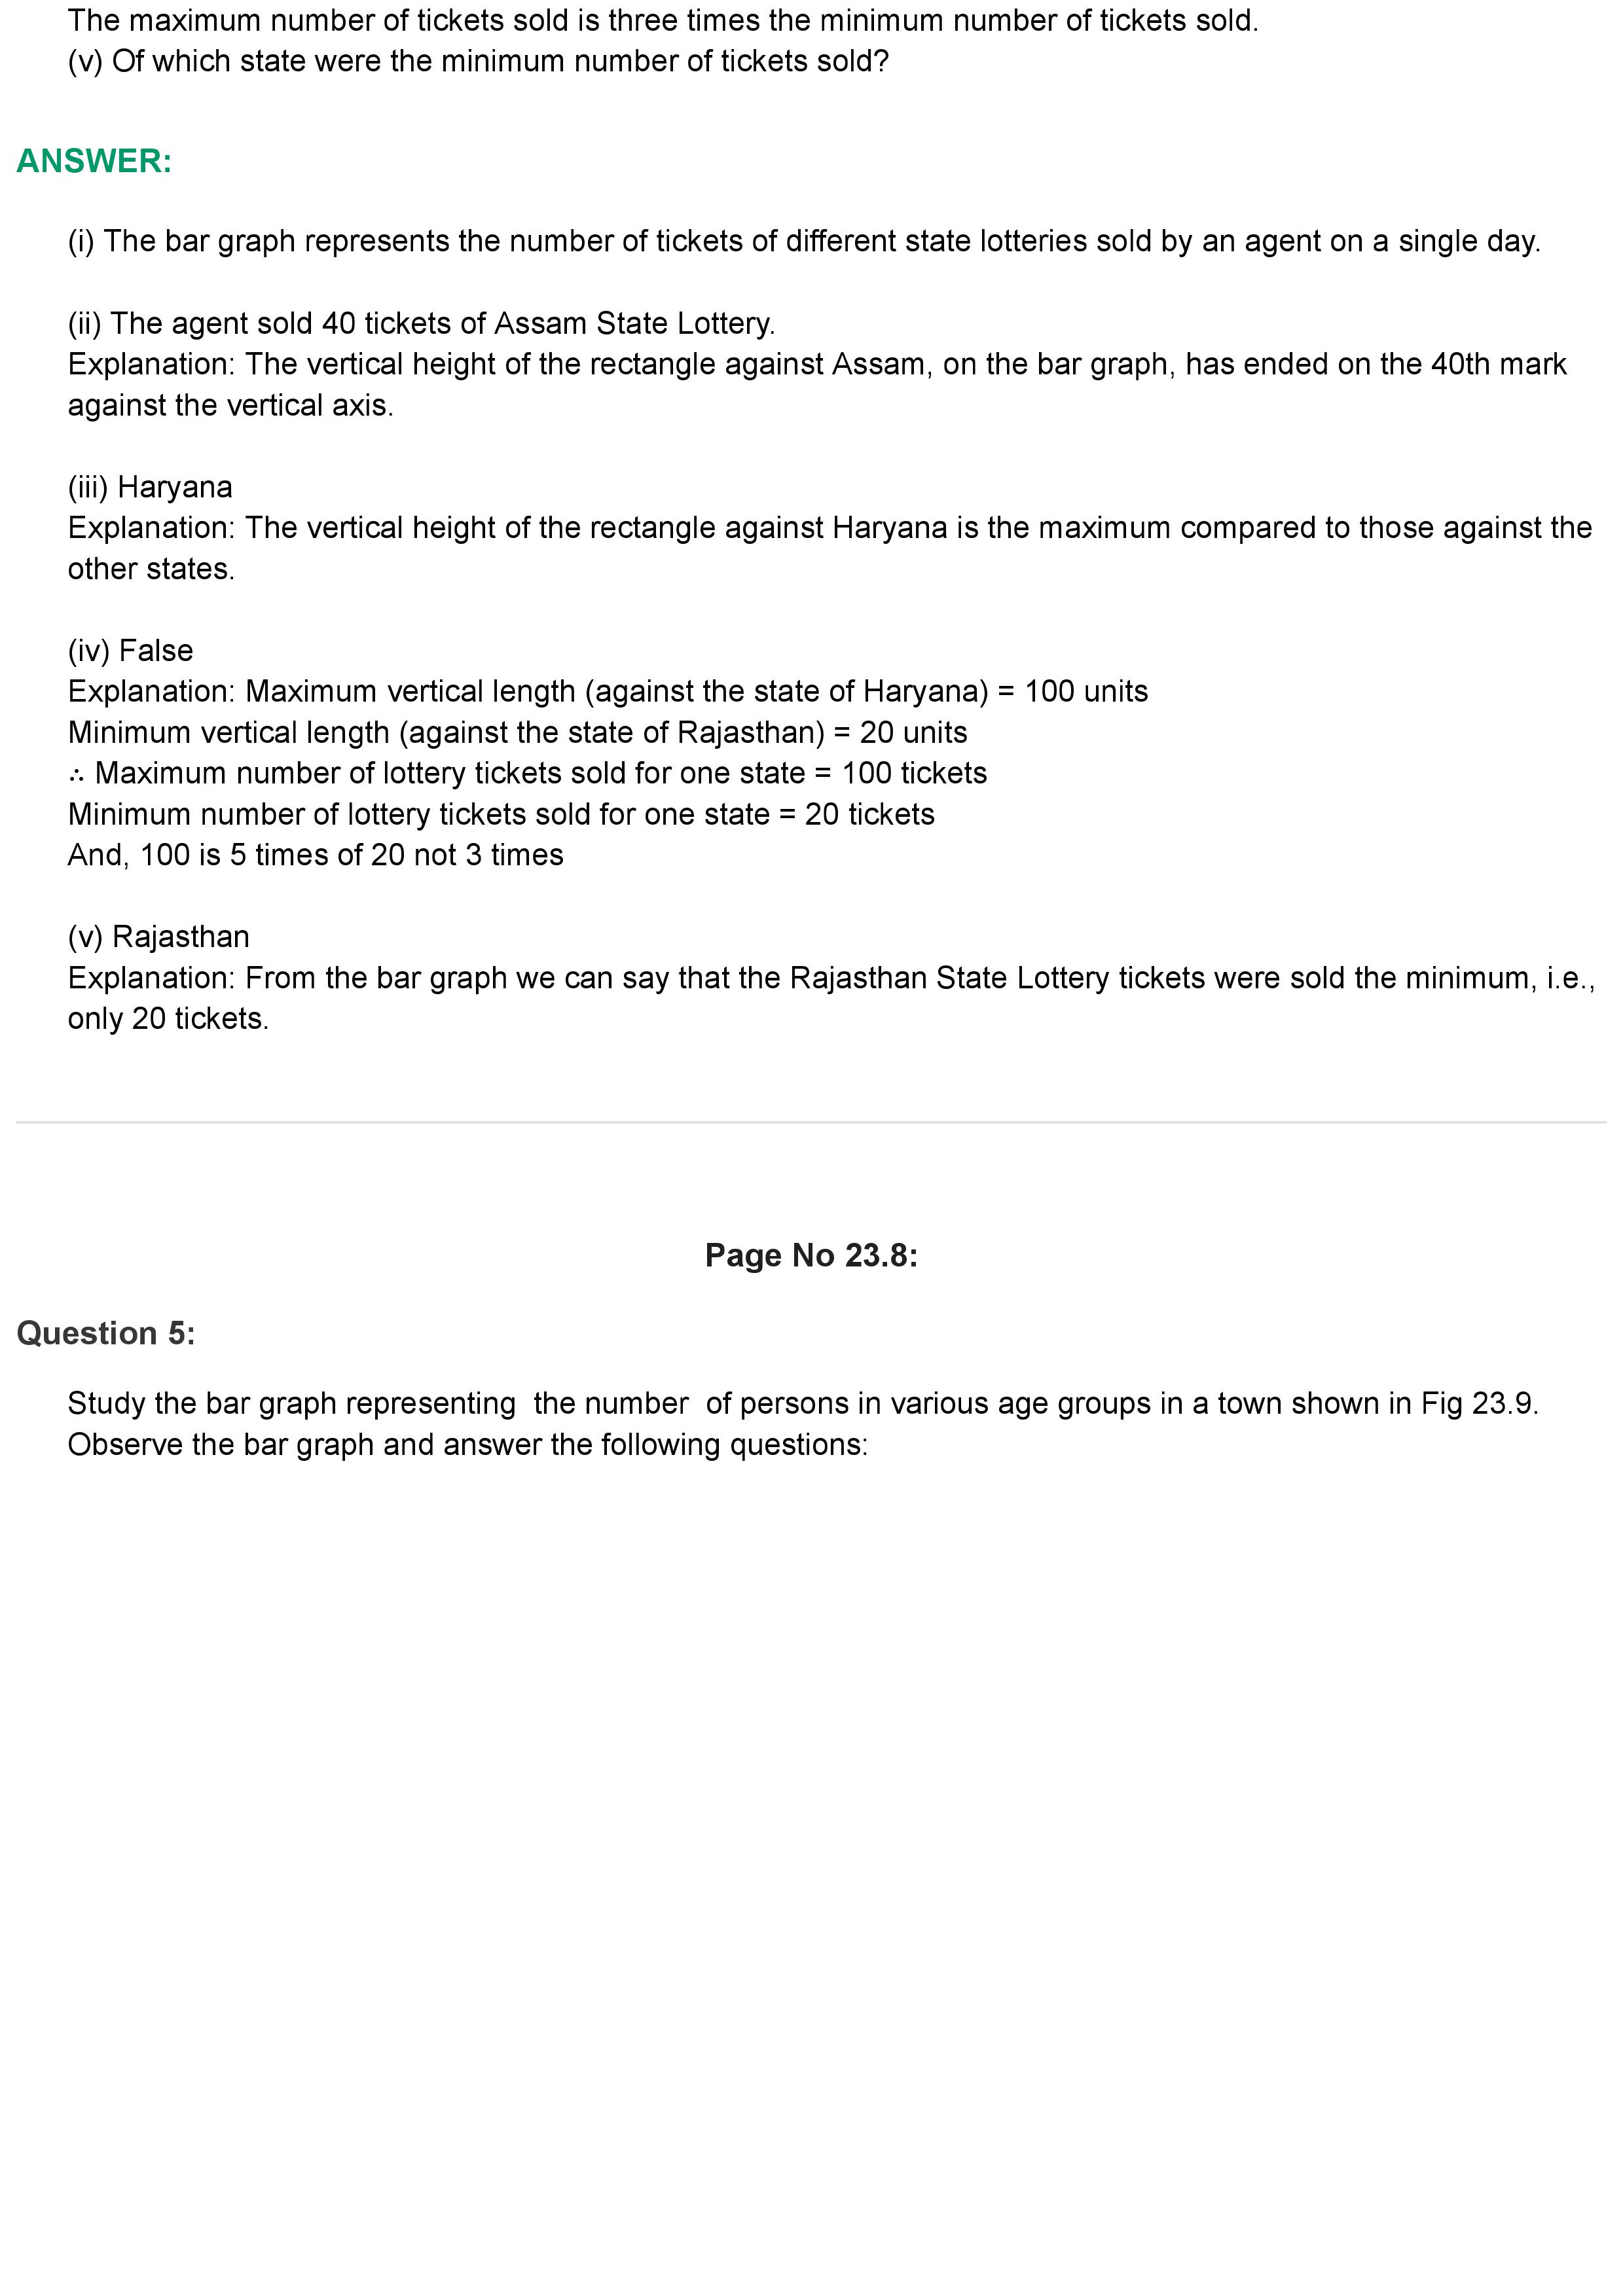 The maximum number of tickets sold is three times the minimum number of tickets sold.
(v) Of which state were the minimum number of tickets sold?
ANSWER:
(i) The bar graph represents the number of tickets of different state lotteries sold by an agent on a single day.
(ii) The agent sold 40 tickets of Assam State Lottery.
Explanation: The vertical height of the rectangle against Assam, on the bar graph, has ended on the 40th mark
against the vertical axis.
(iii) Haryana
Explanation: The vertical height of the rectangle against Haryana is the maximum compared to those against the
other states.
(iv) False
Explanation: Maximum vertical length (against the state of Haryana) = 100 units
Minimum vertical length (against the state of Rajasthan) = 20 units
∴ Maximum number of lottery tickets sold for one state = 100 tickets
Minimum number of lottery tickets sold for one state = 20 tickets
And, 100 is 5 times of 20 not 3 times
(v) Rajasthan
Explanation: From the bar graph we can say that the Rajasthan State Lottery tickets were sold the minimum, i.e.,
only 20 tickets.
Page No 23.8:
Question 5:
Study the bar graph representing  the number  of persons in various age groups in a town shown in Fig 23.9.
Observe the bar graph and answer the following questions: